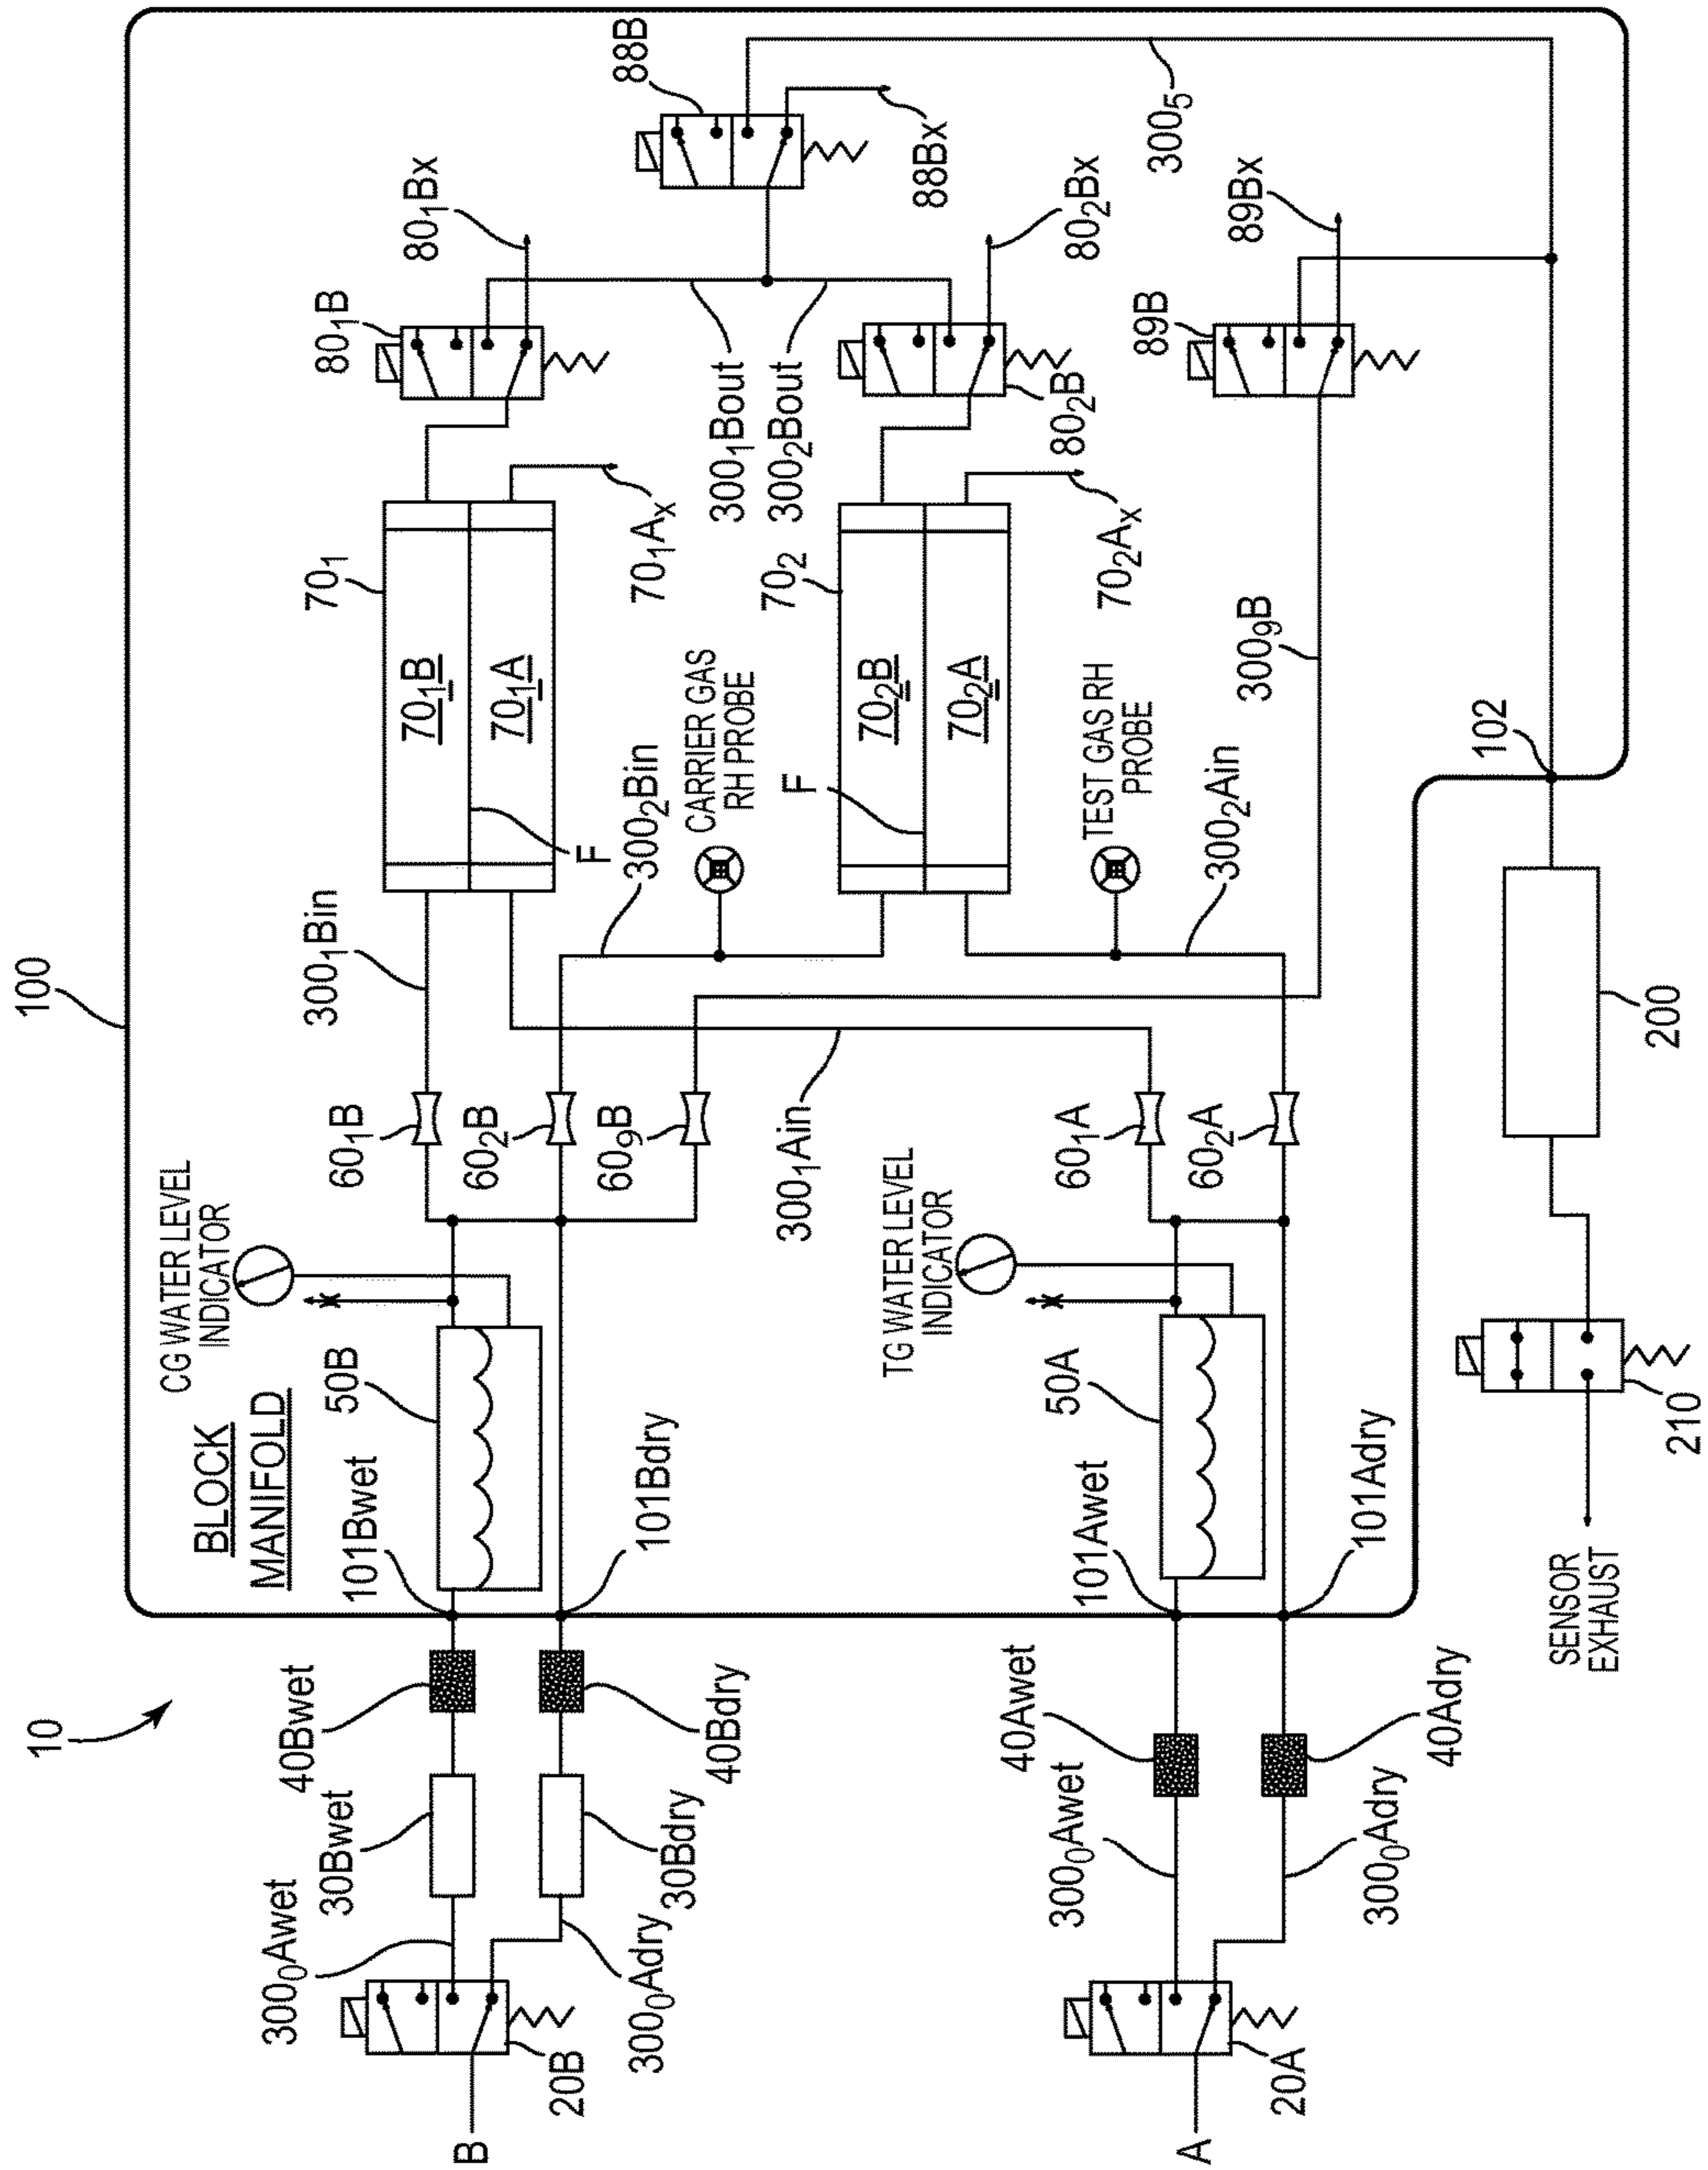 10
100
BLOCK
MANIFOLD
CG WATER LEVEL
INDICATOR
B
20B
300₀Awet
300₀Adry
30Bwet
30Bdry
40Bwet
40Bdry
101Bwet
101Bdry
50B
60₁B
60₂B
60₉B
300₁Bin
300₁Ain
70₁
70₁B
70₁A
F
70₁Aₓ
80₁B
80₁Bx
300₂Bin
CARRIER GAS
RH PROBE
300₁Bout
300₂Bout
88B
88Bx
A
20A
300₀Awet
300₀Adry
40Awet
40Adry
101Awet
101Adry
50A
TG WATER LEVEL
INDICATOR
60₁A
60₂A
70₂
70₂B
70₂A
F
70₂Aₓ
80₂B
80₂Bx
TEST GAS RH
PROBE
300₂Ain
300₉B
89B
89Bx
300₅
102
200
210
SENSOR
EXHAUST